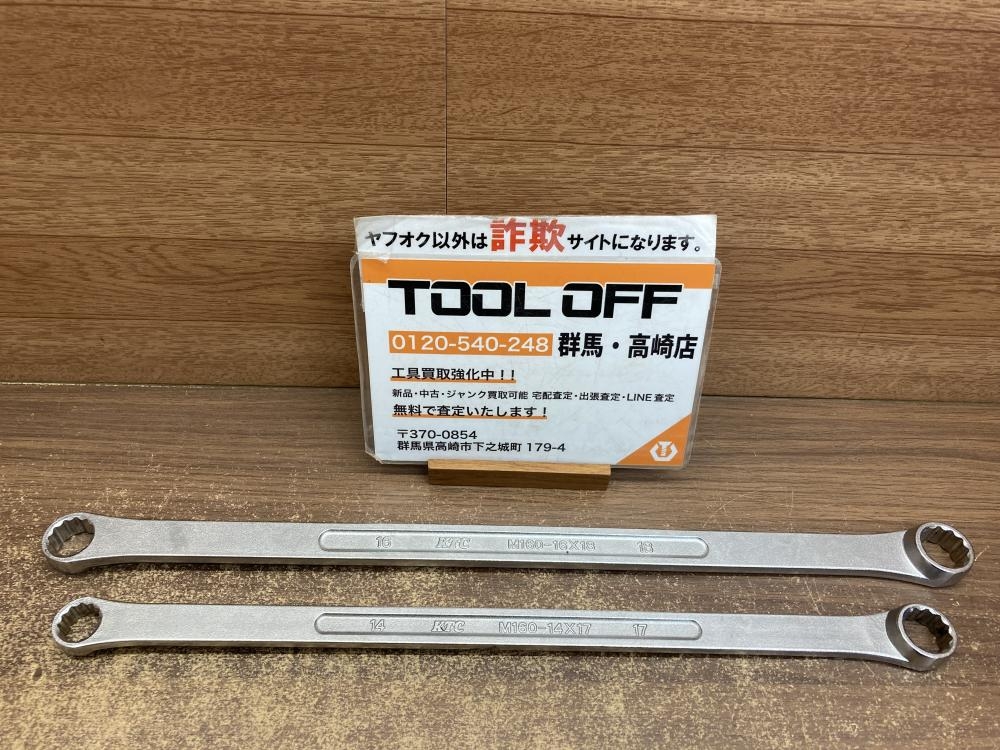 ヤフオク以外は詐欺サイトになります。
TOOL OFF
0120-540-248 群馬・高崎店
工具買取強化中！！
新品・中古・ジャンク買取可能 宅配査定・出張査定・LINE査定
無料で査定いたします！
〒370-0854
群馬県高崎市下之城町 179-4
16 KTC M160-16X18 18
14 KTC M160-14X17 17